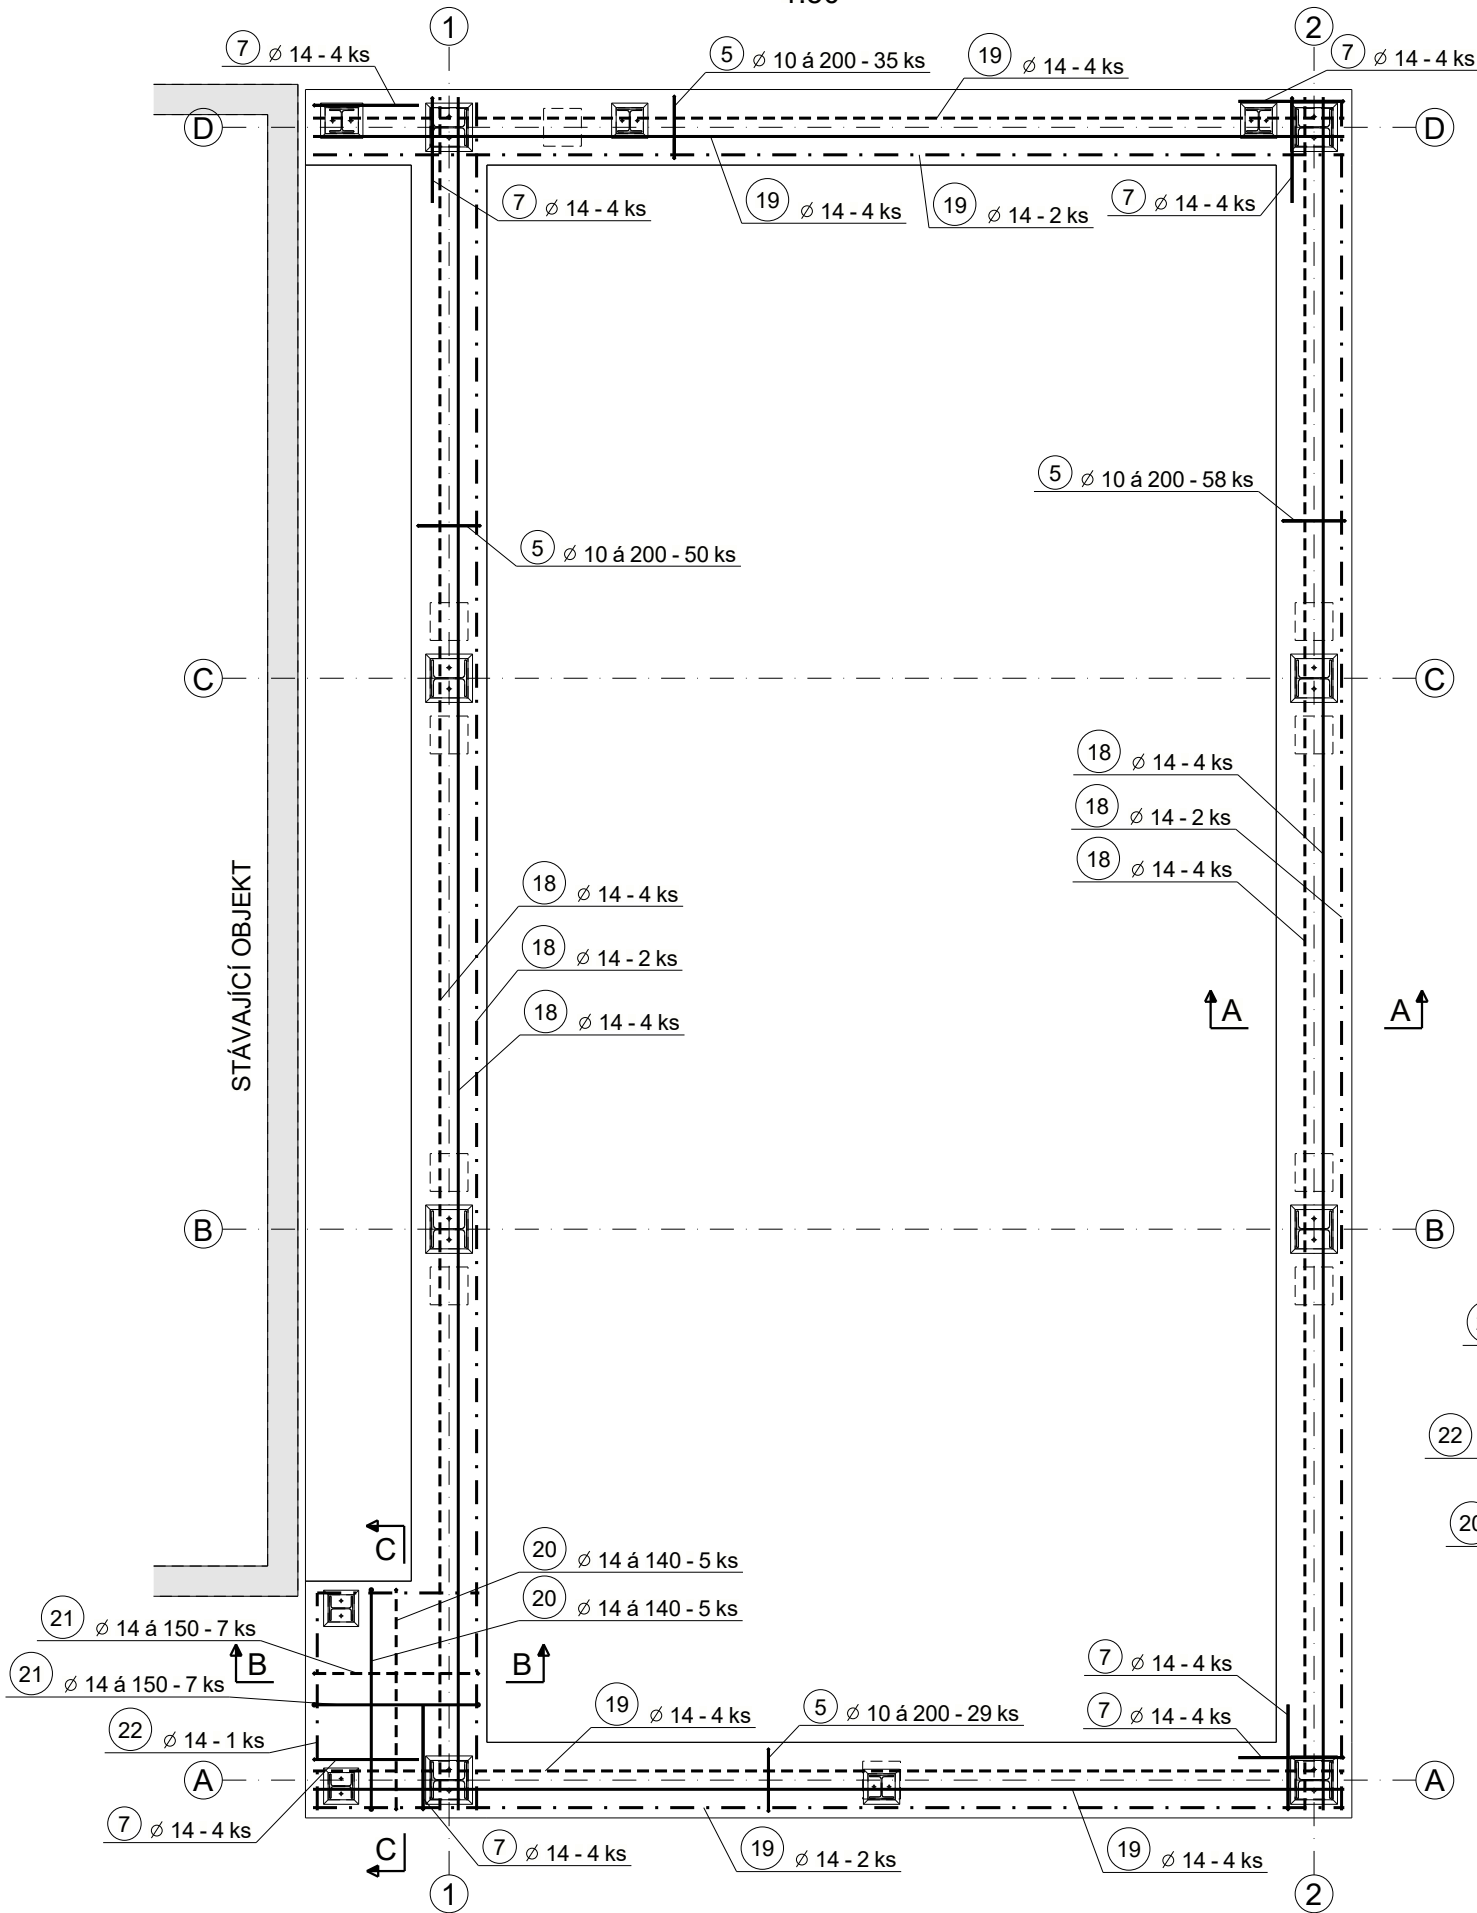 1
2
7 ⌀ 14 - 4 ks
5 ⌀ 10 á 200 - 35 ks
19 ⌀ 14 - 4 ks
7 ⌀ 14 - 4 ks
D
D
7 ⌀ 14 - 4 ks
19 ⌀ 14 - 4 ks
19 ⌀ 14 - 2 ks
7 ⌀ 14 - 4 ks
5 ⌀ 10 á 200 - 58 ks
5 ⌀ 10 á 200 - 50 ks
C
C
18 ⌀ 14 - 4 ks
18 ⌀ 14 - 2 ks
18 ⌀ 14 - 4 ks
STÁVAJÍCÍ OBJEKT
18 ⌀ 14 - 4 ks
18 ⌀ 14 - 2 ks
18 ⌀ 14 - 4 ks
A
A
B
B
22
20
C
20 ⌀ 14 á 140 - 5 ks
20 ⌀ 14 á 140 - 5 ks
21 ⌀ 14 á 150 - 7 ks
B
B
21 ⌀ 14 á 150 - 7 ks
7 ⌀ 14 - 4 ks
19 ⌀ 14 - 4 ks
5 ⌀ 10 á 200 - 29 ks
7 ⌀ 14 - 4 ks
22 ⌀ 14 - 1 ks
A
A
7 ⌀ 14 - 4 ks
C
7 ⌀ 14 - 4 ks
19 ⌀ 14 - 2 ks
19 ⌀ 14 - 4 ks
1
2